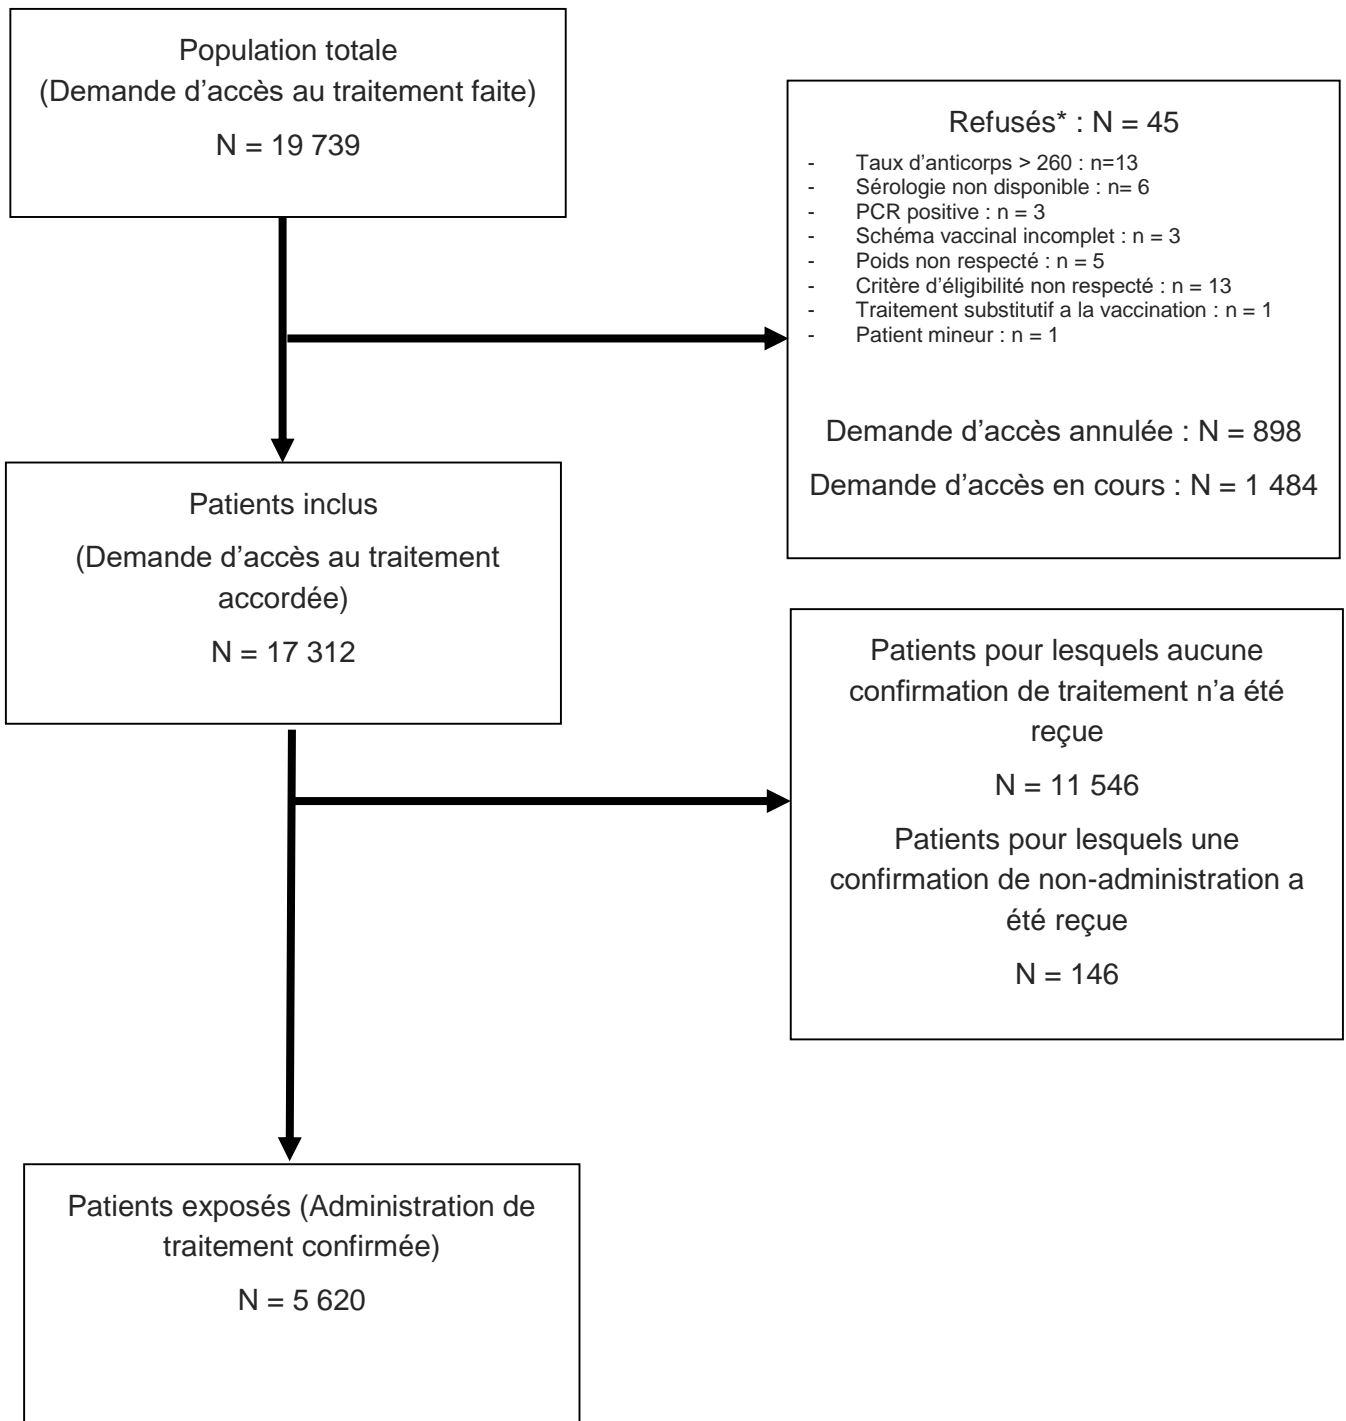 Population totale
(Demande d'accès au traitement faite)
N = 19 739
Refusés* : N = 45
- Taux d'anticorps > 260 : n=13
- Sérologie non disponible : n= 6
- PCR positive : n = 3
- Schéma vaccinal incomplet : n = 3
- Poids non respecté : n = 5
- Critère d'éligibilité non respecté : n = 13
- Traitement substitutif a la vaccination : n = 1
- Patient mineur : n = 1
Demande d'accès annulée : N = 898
Demande d'accès en cours : N = 1 484
Patients inclus
(Demande d'accès au traitement
accordée)
N = 17 312
Patients pour lesquels aucune
confirmation de traitement n'a été
reçue
N = 11 546
Patients pour lesquels une
confirmation de non-administration a
été reçue
N = 146
Patients exposés (Administration de
traitement confirmée)
N = 5 620